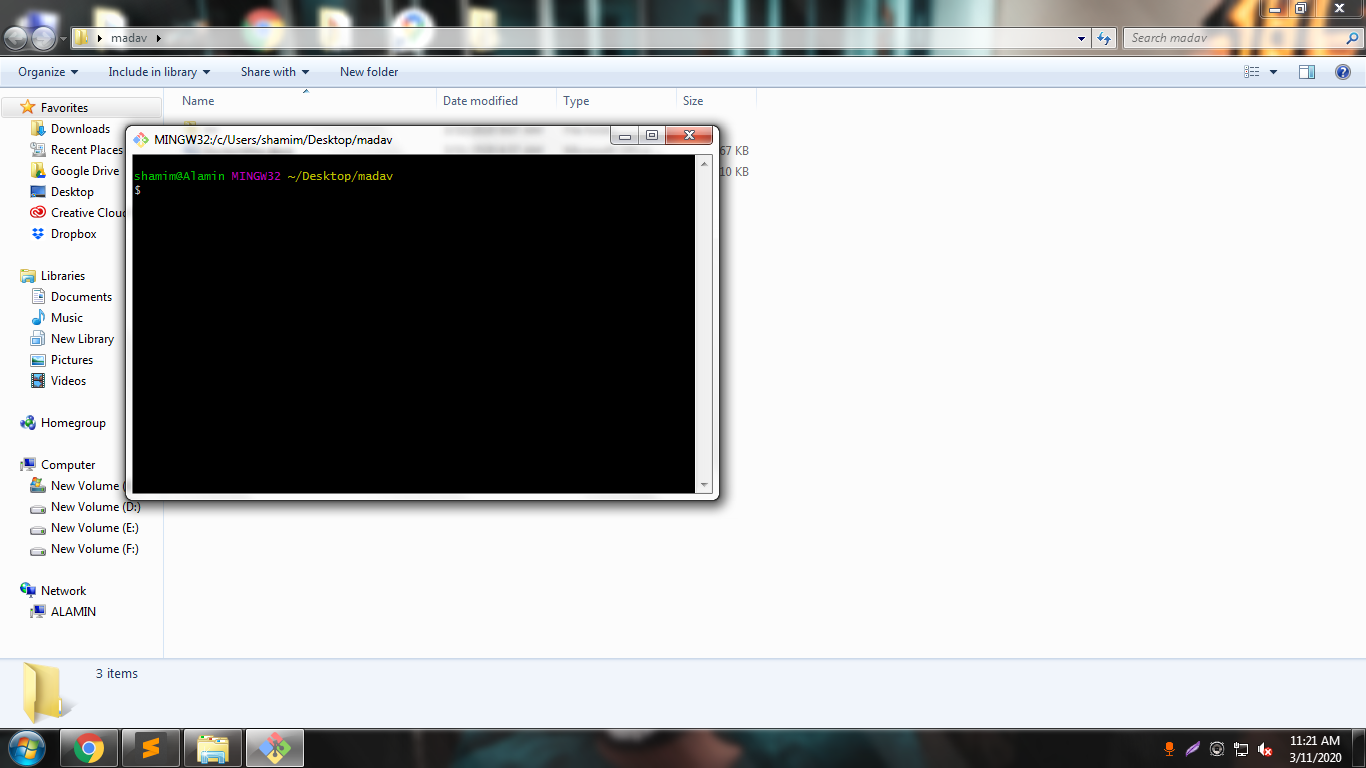 madav
Search madav
Organize Include in library Share with New folder
Name Date modified Type Size
Favorites
Downloads
Recent Places
Google Drive
Desktop
Creative Cloud
Dropbox
Libraries
Documents
Music
New Library
Pictures
Videos
Homegroup
Computer
New Volume (
New Volume (D:)
New Volume (E:)
New Volume (F:)
Network
ALAMIN
MINGW32:/c/Users/shamim/Desktop/madav
shamim@Alamin MINGW32 ~/Desktop/madav
$
67 KB
10 KB
3 items
11:21 AM
3/11/2020